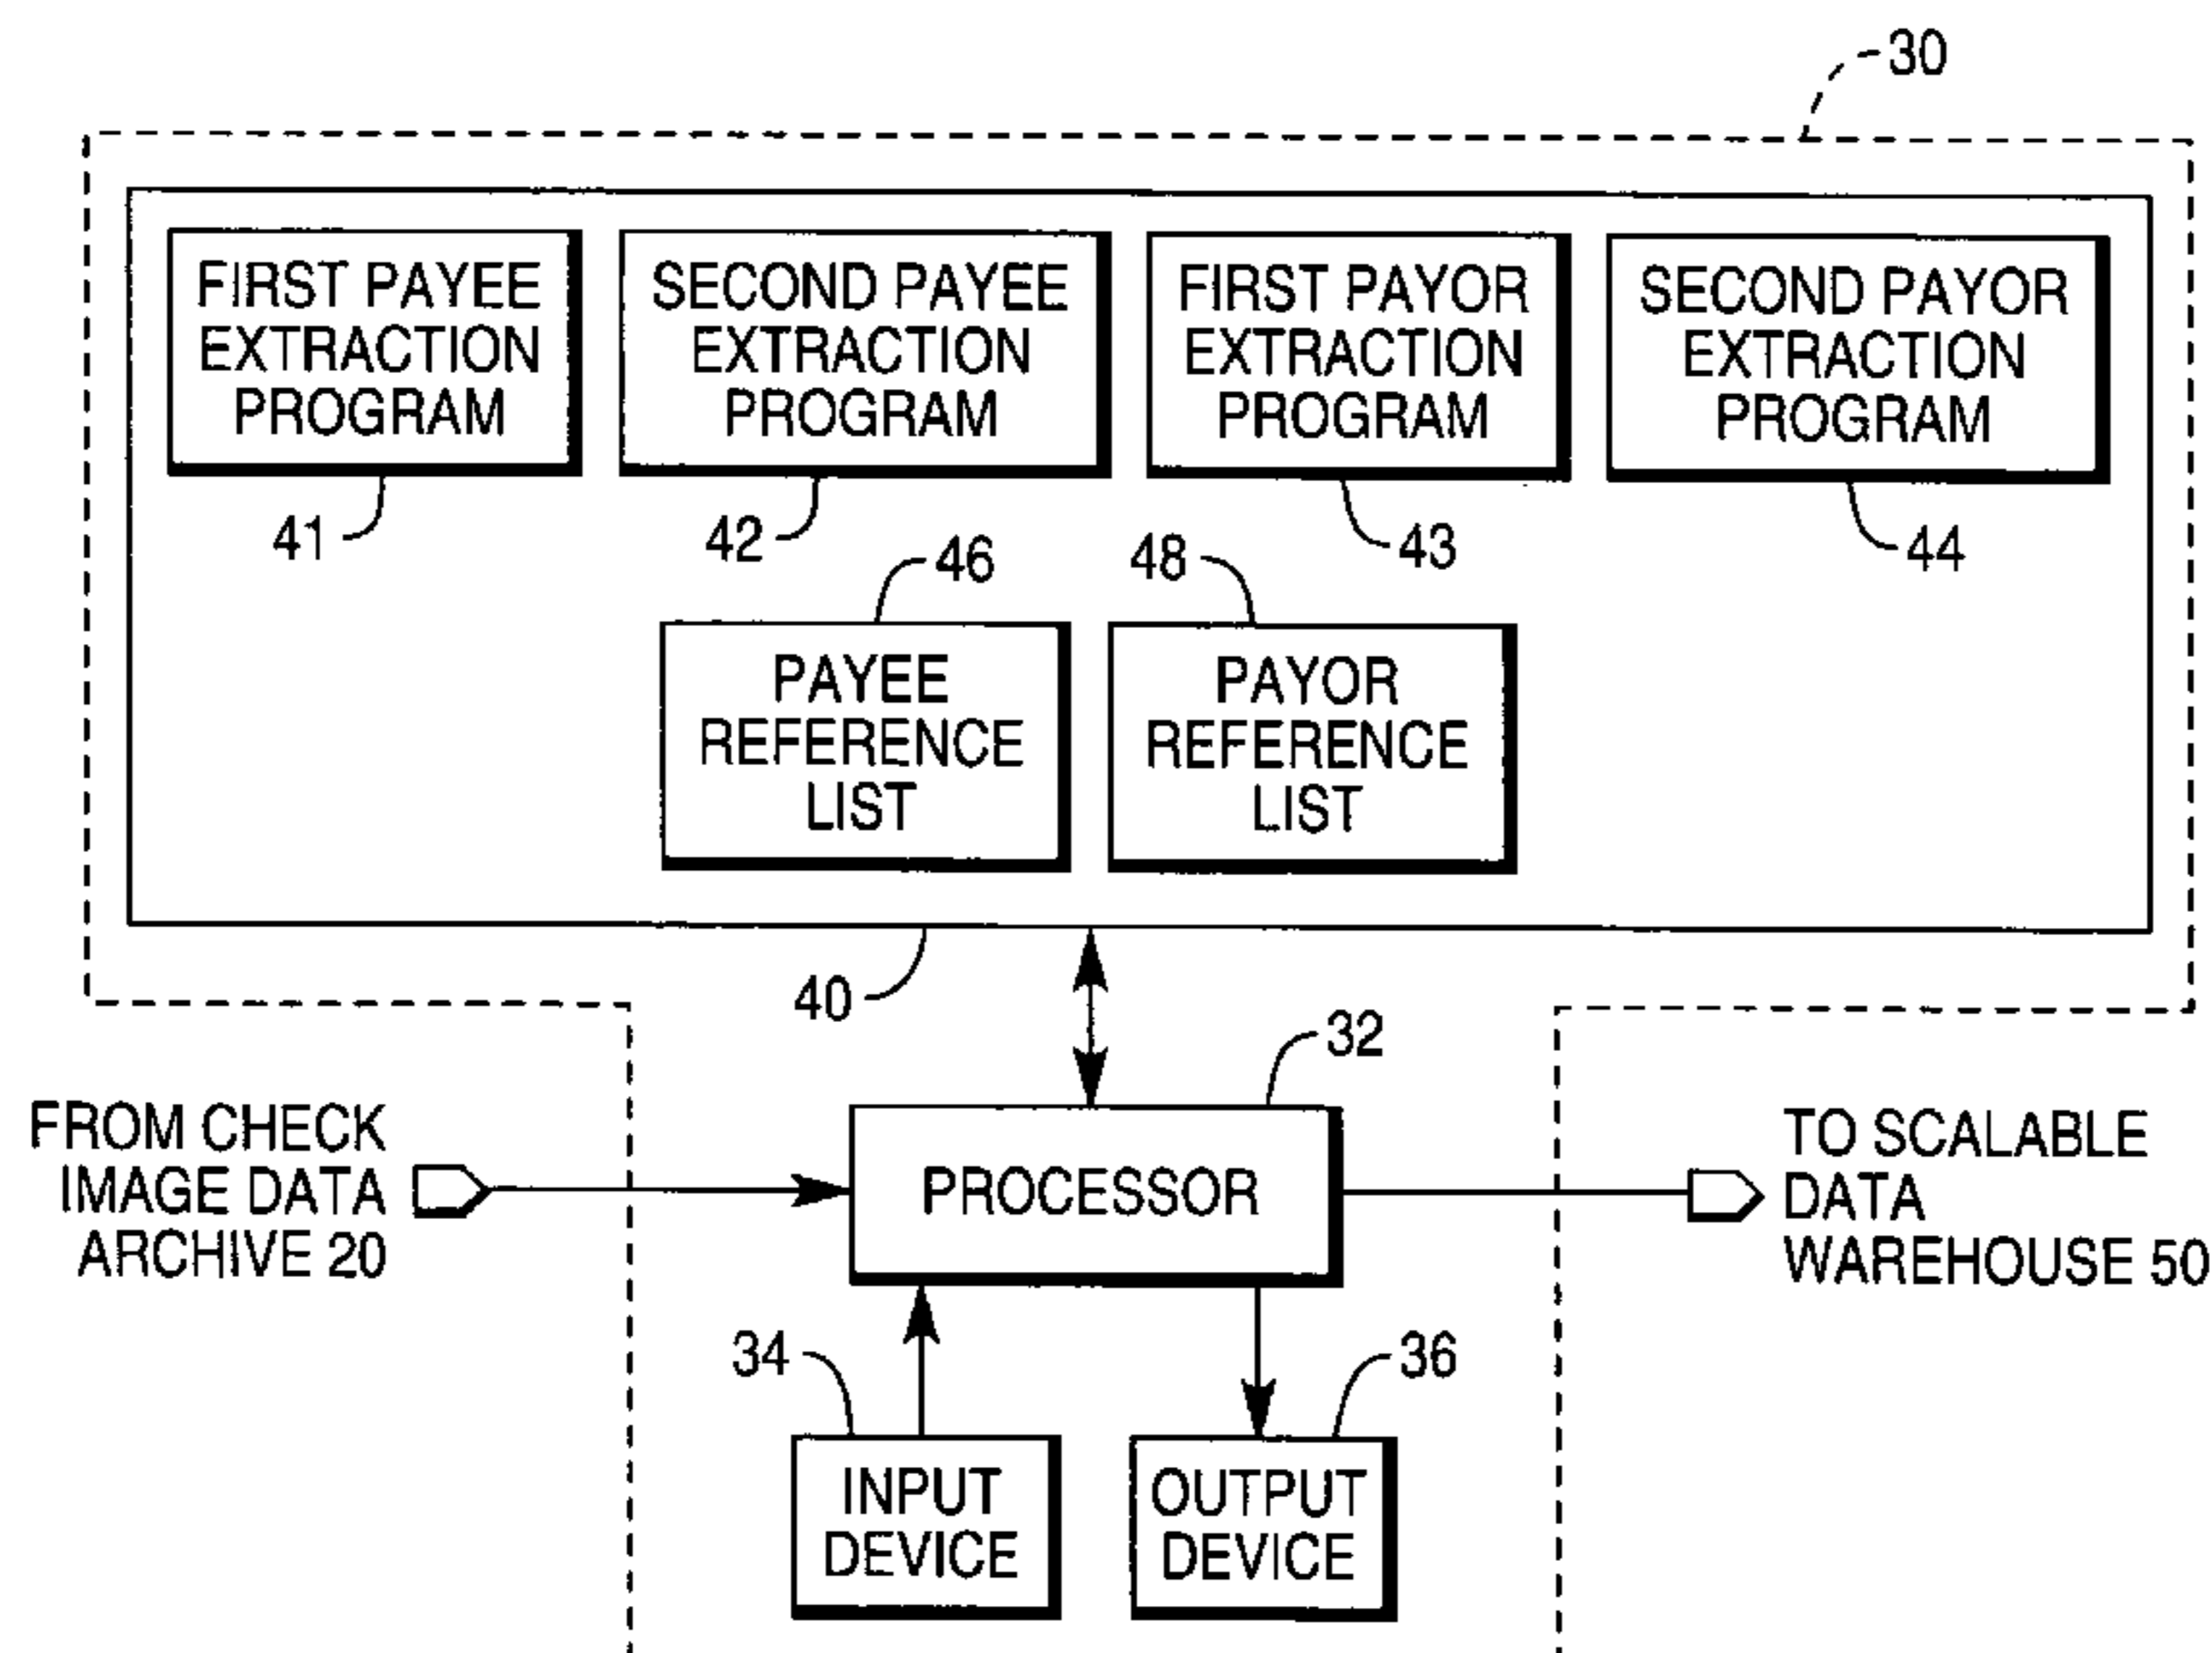 30
FIRST PAYEE
EXTRACTION
PROGRAM
SECOND PAYEE
EXTRACTION
PROGRAM
FIRST PAYOR
EXTRACTION
PROGRAM
SECOND PAYOR
EXTRACTION
PROGRAM
41
42
43
44
46
48
PAYEE
REFERENCE
LIST
PAYOR
REFERENCE
LIST
40
32
FROM CHECK
IMAGE DATA
ARCHIVE 20
PROCESSOR
TO SCALABLE
DATA
WAREHOUSE 50
34
36
INPUT
DEVICE
OUTPUT
DEVICE